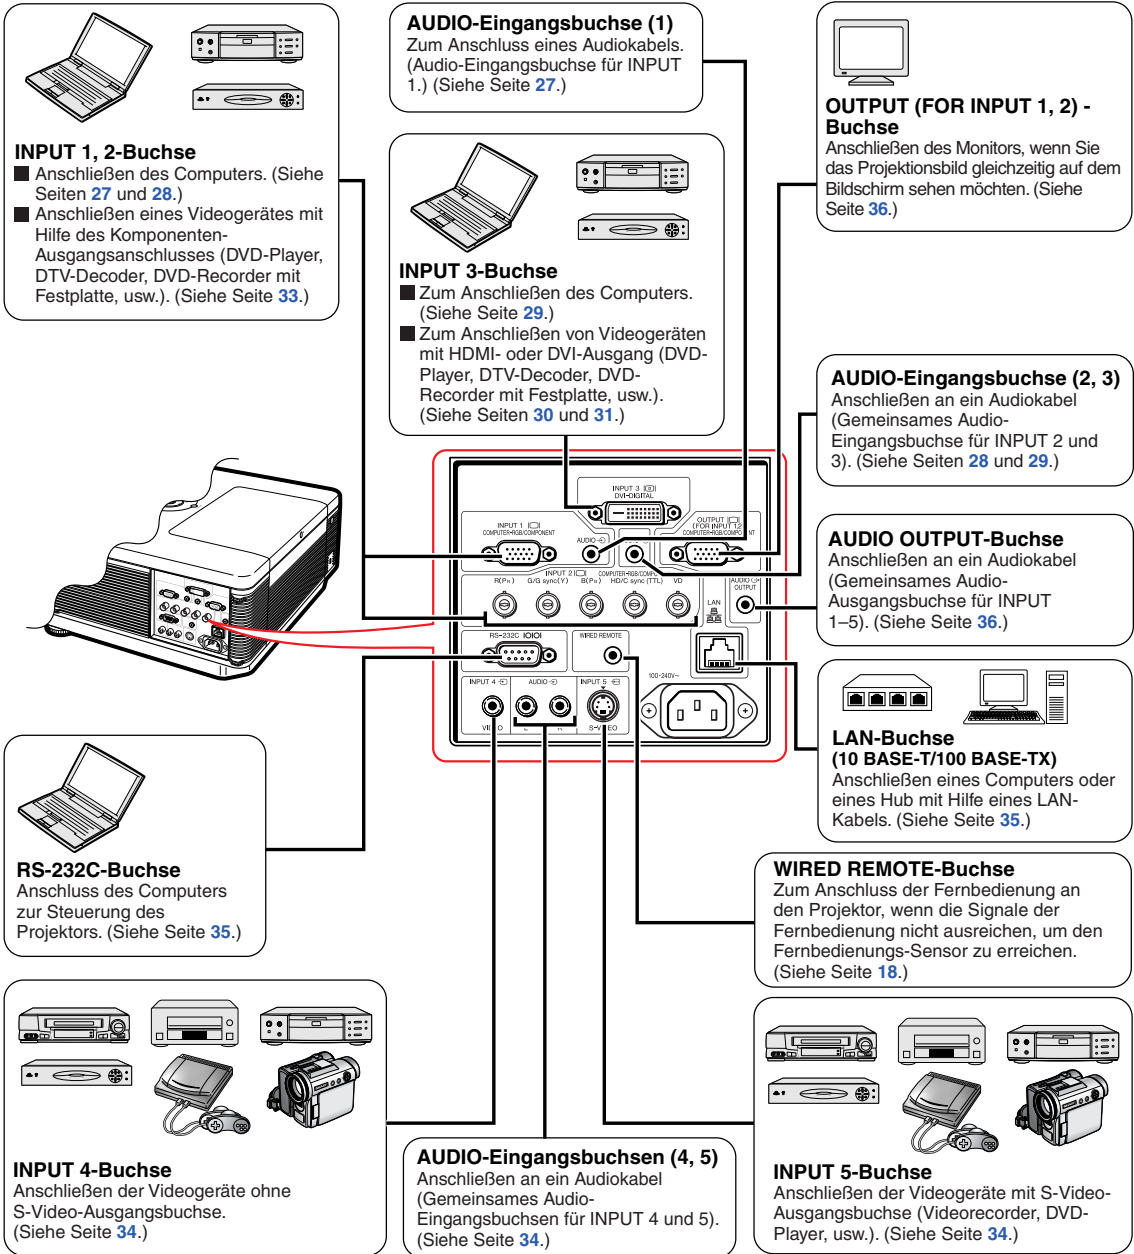 INPUT 1, 2-Buchse
■ Anschließen des Computers. (Siehe
Seiten 27 und 28.)
■ Anschließen eines Videogerätes mit
Hilfe des Komponenten-
Ausgangsanschlusses (DVD-Player,
DTV-Decoder, DVD-Recorder mit
Festplatte, usw.). (Siehe Seite 33.)
AUDIO-Eingangsbuchse (1)
Zum Anschluss eines Audiokabels.
(Audio-Eingangsbuchse für INPUT
1.) (Siehe Seite 27.)
OUTPUT (FOR INPUT 1, 2) -
Buchse
Anschließen des Monitors, wenn Sie
das Projektionsbild gleichzeitig auf dem
Bildschirm sehen möchten. (Siehe
Seite 36.)
INPUT 3-Buchse
■ Zum Anschließen des Computers.
(Siehe Seite 29.)
■ Zum Anschließen von Videogeräten
mit HDMI- oder DVI-Ausgang (DVD-
Player, DTV-Decoder, DVD-
Recorder mit Festplatte, usw.).
(Siehe Seiten 30 und 31.)
AUDIO-Eingangsbuchse (2, 3)
Anschließen an ein Audiokabel
(Gemeinsames Audio-
Eingangsbuchse für INPUT 2 und
3). (Siehe Seiten 28 und 29.)
AUDIO OUTPUT-Buchse
Anschließen an ein Audiokabel
(Gemeinsames Audio-
Ausgangsbuchse für INPUT
1–5). (Siehe Seite 36.)
INPUT 3
DVI-DIGITAL
INPUT 1
COMPUTER-RGB/COMPONENT
AUDIO
OUTPUT
(FOR INPUT 1,2)
COMPUTER-RGB/COMPONENT
INPUT 2
COMPUTER-RGB/COMPO
R(PR)
G/G sync(Y)
B(PB)
HD/C sync (TTL)
VD
AUDIO
OUTPUT
LAN
RS-232C
WIRED REMOTE
100-240V~
INPUT 4
AUDIO
INPUT 5
VIDEO
S-VIDEO
LAN-Buchse
(10 BASE-T/100 BASE-TX)
Anschließen eines Computers oder
eines Hub mit Hilfe eines LAN-
Kabels. (Siehe Seite 35.)
RS-232C-Buchse
Anschluss des Computers
zur Steuerung des
Projektors. (Siehe Seite 35.)
WIRED REMOTE-Buchse
Zum Anschluss der Fernbedienung an
den Projektor, wenn die Signale der
Fernbedienung nicht ausreichen, um den
Fernbedienungs-Sensor zu erreichen.
(Siehe Seite 18.)
INPUT 4-Buchse
Anschließen der Videogeräte ohne
S-Video-Ausgangsbuchse.
(Siehe Seite 34.)
AUDIO-Eingangsbuchsen (4, 5)
Anschließen an ein Audiokabel
(Gemeinsames Audio-
Eingangsbuchsen für INPUT 4 und 5).
(Siehe Seite 34.)
INPUT 5-Buchse
Anschließen der Videogeräte mit S-Video-
Ausgangsbuchse (Videorecorder, DVD-
Player, usw.). (Siehe Seite 34.)